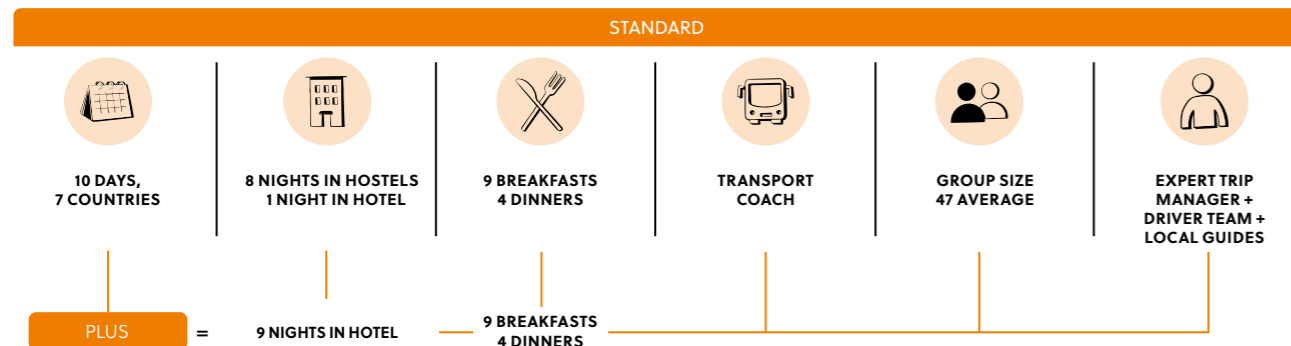 STANDARD
10 DAYS,
7 COUNTRIES
8 NIGHTS IN HOSTELS
1 NIGHT IN HOTEL
9 BREAKFASTS
4 DINNERS
TRANSPORT
COACH
GROUP SIZE
47 AVERAGE
EXPERT TRIP
MANAGER +
DRIVER TEAM +
LOCAL GUIDES
PLUS
=
9 NIGHTS IN HOTEL
9 BREAKFASTS
4 DINNERS